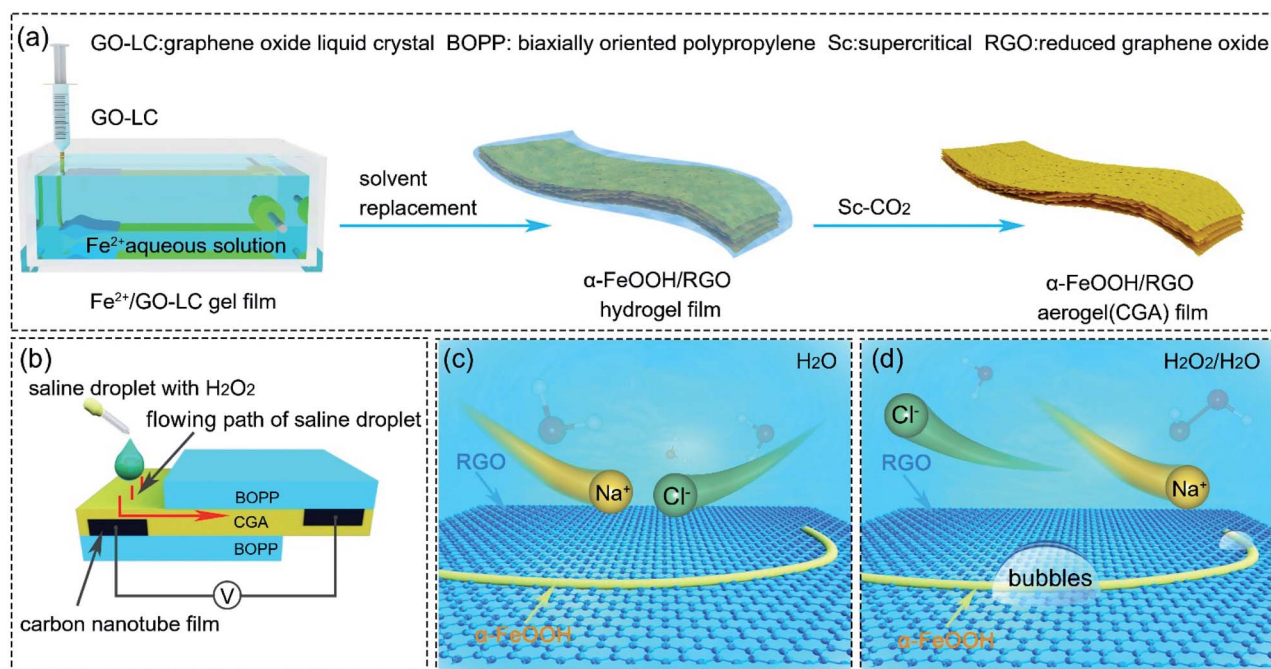 (a)
GO-LC:graphene oxide liquid crystal BOPP: biaxially oriented polypropylene Sc:supercritical RGO:reduced graphene oxide
GO-LC
Fe²⁺aqueous solution
Fe²⁺/GO-LC gel film
solvent
replacement
α-FeOOH/RGO
hydrogel film
Sc-CO₂
α-FeOOH/RGO
aerogel(CGA) film
(b)
saline droplet with H₂O₂
flowing path of saline droplet
BOPP
CGA
BOPP
V
carbon nanotube film
(c)
H₂O
RGO
Na⁺
Cl⁻
α-FeOOH
(d)
H₂O₂/H₂O
Cl⁻
RGO
Na⁺
bubbles
α-FeOOH